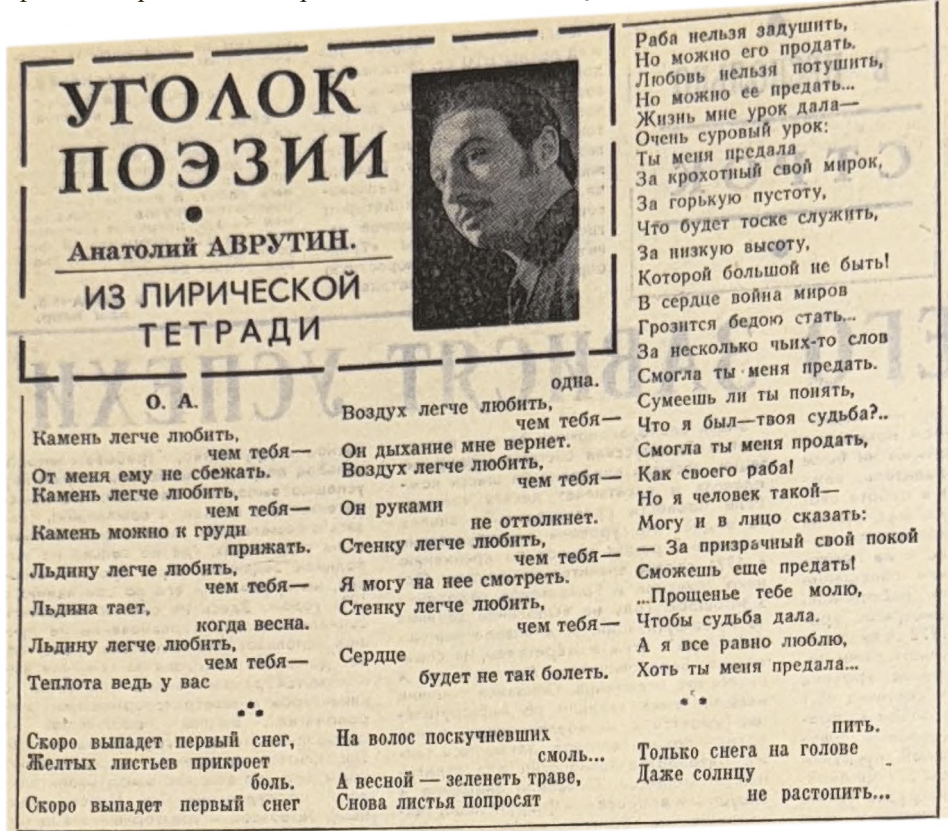 УГОЛОК
ПОЭЗИИ
Анатолий АВРУТИН.
ИЗ ЛИРИЧЕСКОЙ
ТЕТРАДИ
О. А.
Камень легче любить,
чем тебя—
От меня ему не сбежать.
Камень легче любить,
чем тебя—
Камень можно к груди
прижать.
Льдину легче любить,
чем тебя—
Льдина тает,
когда весна.
Льдину легче любить,
чем тебя—
Теплота ведь у вас
одна.
Воздух легче любить,
чем тебя—
Он дыхание мне вернет.
Воздух легче любить,
чем тебя—
Он руками
не оттолкнет.
Стенку легче любить,
чем тебя—
Я могу на нее смотреть.
Стенку легче любить,
чем тебя—
Сердце
будет не так болеть.
Раба нельзя задушить,
Но можно его продать.
Любовь нельзя потушить,
Но можно ее предать...
Жизнь мне урок дала—
Очень суровый урок:
Ты меня предала
За крохотный свой мирок,
За горькую пустоту,
Что будет тоске служить,
За низкую высоту,
Которой большой не быть!
В сердце война миров
Грозится бедою стать...
За несколько чьих-то слов
Смогла ты меня предать.
Сумеешь ли ты понять,
Что я был—твоя судьба?..
Смогла ты меня продать,
Как своего раба!
Но я человек такой—
Могу и в лицо сказать:
— За призрачный свой покой
Сможешь еще предать!
...Прощенье тебе молю,
Чтобы судьба дала.
А я все равно люблю,
Хоть ты меня предала...
Скоро выпадет первый снег,
Желтых листьев прикроет
боль.
Скоро выпадет первый снег
На волос поскучневших
смоль...
А весной — зеленеть траве,
Снова листья попросят
пить.
Только снега на голове
Даже солнцу
не растопить...